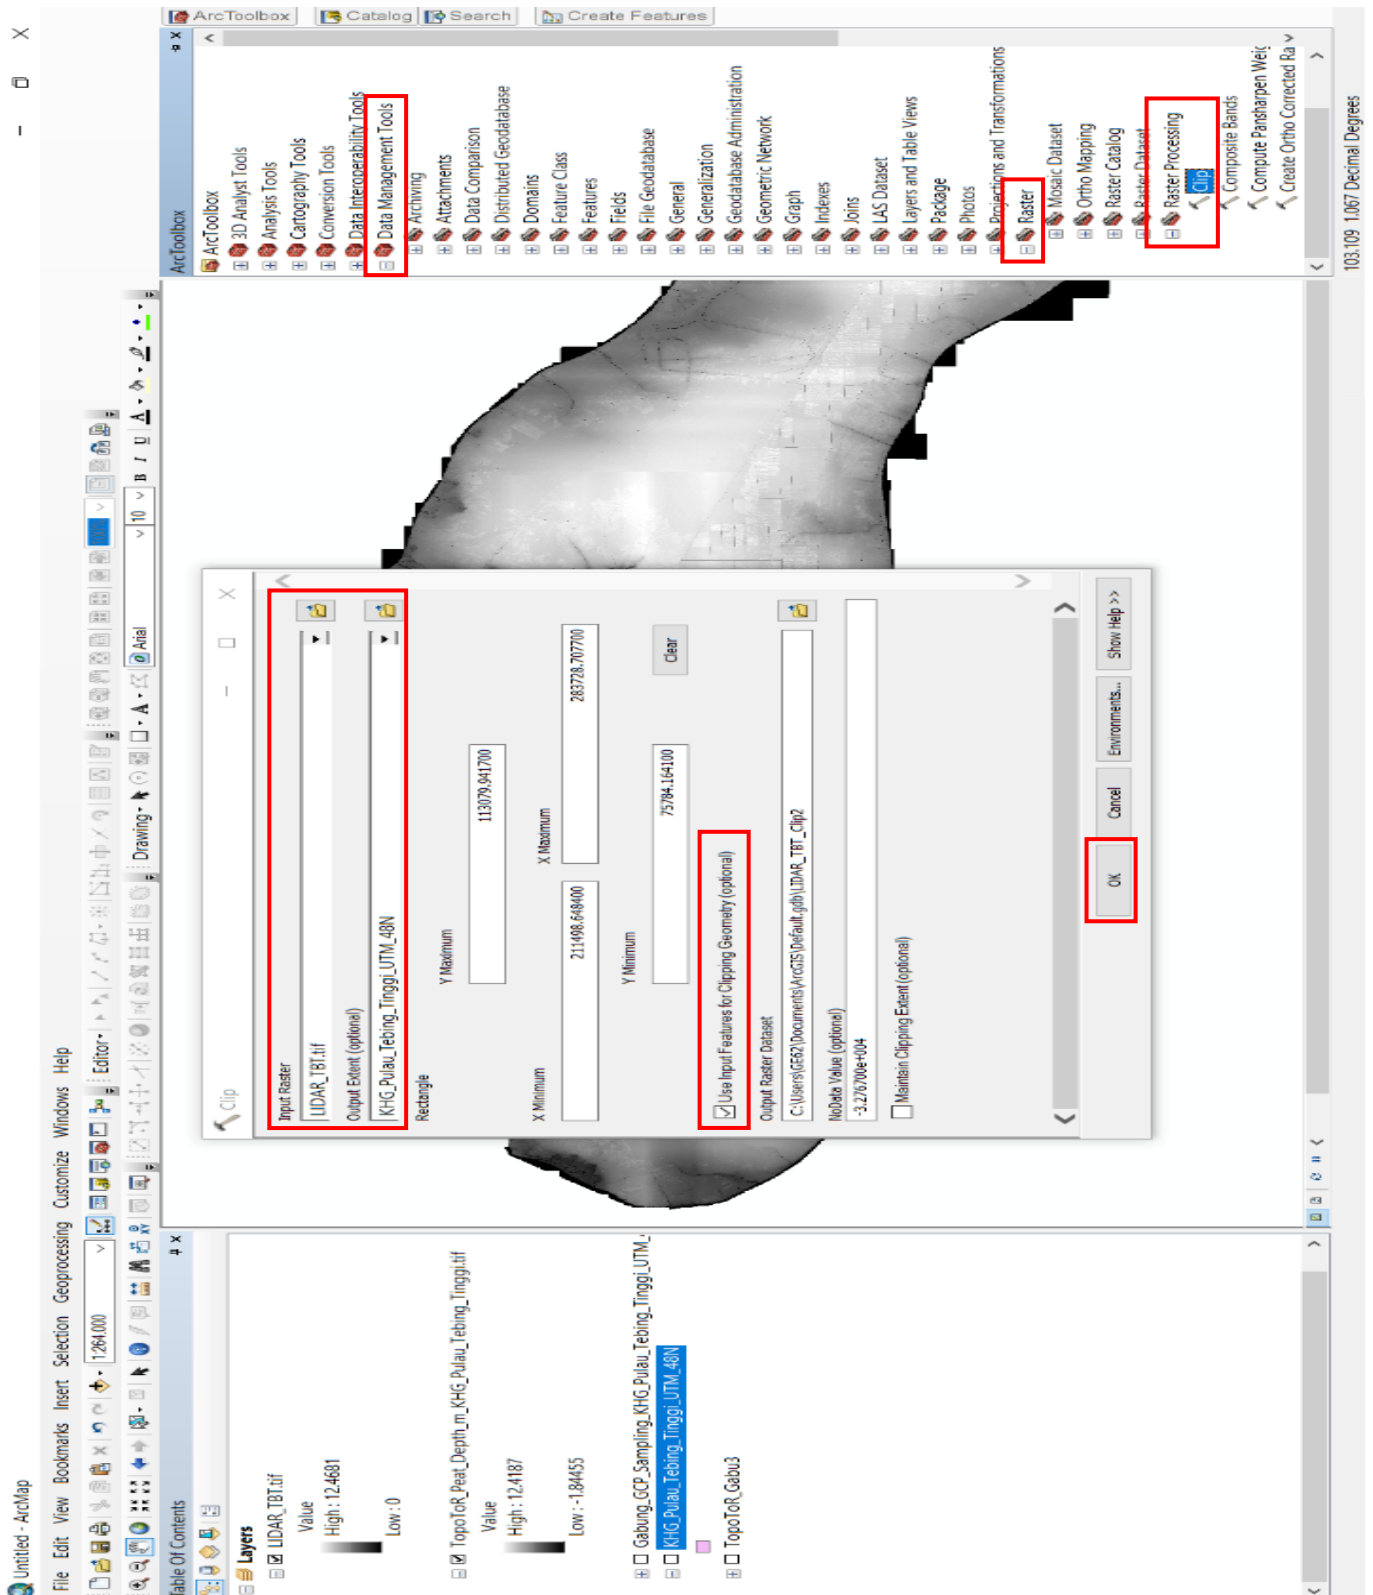 Untitled - ArcMap
File Edit View Bookmarks Insert Selection Geoprocessing Customize Windows Help
1:264.000
Editor
100%
Drawing
Arial
10
B I U A
Table Of Contents
Layers
LIDAR_TBT.tif
Value
High : 12.4681
Low : 0
TopoToR_Peat_Depth_m_KHG_Pulau_Tebing_Tinggi.tif
Value
High : 12.4187
Low : -1.84455
Gabung_GCP_Sampling_KHG_Pulau_Tebing_Tinggi_UTM_
KHG_Pulau_Tebing_Tinggi_UTM_48N
TopoToR_Gabu3
Clip
Input Raster
LIDAR_TBT.tif
Output Extent (optional)
KHG_Pulau_Tebing_Tinggi_UTM_48N
Rectangle
Y Maximum
113079.941700
X Minimum
X Maximum
211498.648400
283728.707700
Y Minimum
75784.164100
Clear
Use Input Features for Clipping Geometry (optional)
Output Raster Dataset
C:\Users\GE62\Documents\ArcGIS\Default.gdb\LIDAR_TBT_Clip2
NoData Value (optional)
-3.276700e+004
Maintain Clipping Extent (optional)
OK
Cancel
Environments...
Show Help >>
ArcToolbox
ArcToolbox
3D Analyst Tools
Analysis Tools
Cartography Tools
Conversion Tools
Data Interoperability Tools
Data Management Tools
Archiving
Attachments
Data Comparison
Distributed Geodatabase
Domains
Feature Class
Features
Fields
File Geodatabase
General
Generalization
Geodatabase Administration
Geometric Network
Graph
Indexes
Joins
LAS Dataset
Layers and Table Views
Package
Photos
Projections and Transformations
Raster
Mosaic Dataset
Ortho Mapping
Raster Catalog
Raster Dataset
Raster Processing
Clip
Composite Bands
Compute Pansharpen Weig
Create Ortho Corrected Ra
ArcToolbox
Catalog
Search
Create Features
103.109 1.067 Decimal Degrees